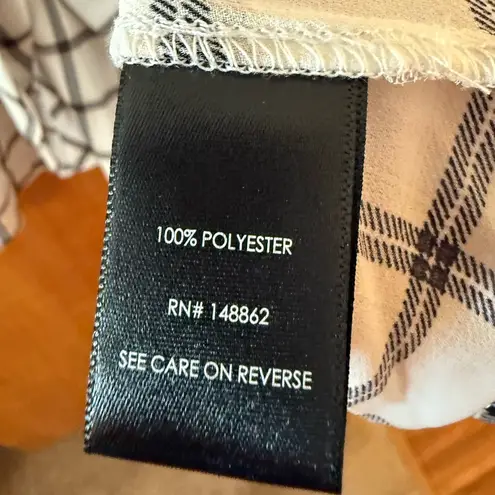 100% POLYESTER
RN# 148862
SEE CARE ON REVERSE